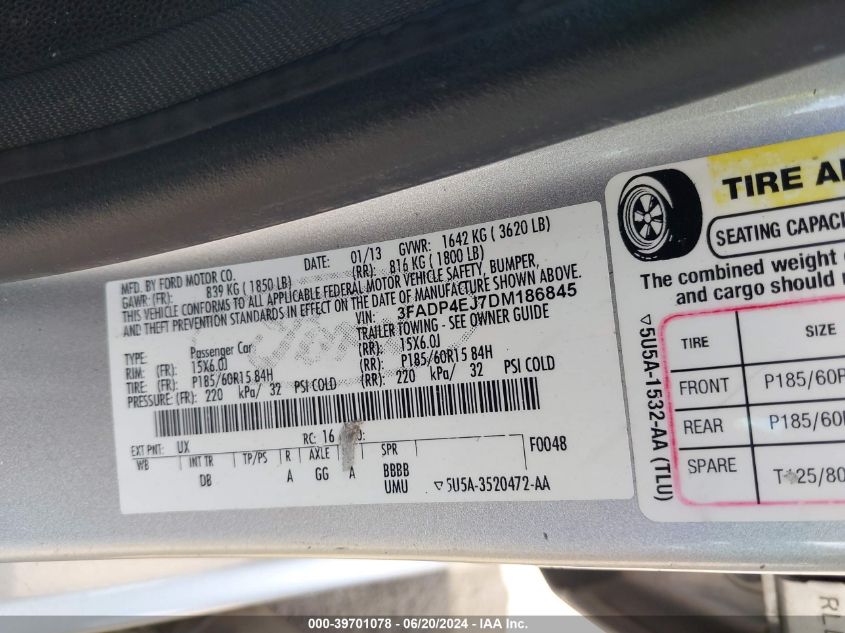 MFD. BY FORD MOTOR CO.
DATE: 01/13 GVWR: 1642 KG ( 3620 LB)
GAWR: (FR): 839 KG ( 1850 LB) (RR): 816 KG ( 1800 LB)
THIS VEHICLE CONFORMS TO ALL APPLICABLE FEDERAL MOTOR VEHICLE SAFETY, BUMPER,
AND THEFT PREVENTION STANDARDS IN EFFECT ON THE DATE OF MANUFACTURE SHOWN ABOVE.
VIN: 3FADP4EJ7DM186845
TYPE: Passenger Car TRAILER TOWING - SEE OWNER GUIDE
RIM: (FR): 15X6.0J (RR): 15X6.0J
TIRE: (FR): P185/60R15 84H (RR): P185/60R15 84H
PRESSURE: (FR): 220 kPa/ 32 PSI COLD (RR): 220 kPa/ 32 PSI COLD
EXT PNT: UX RC: 16 F0048
WB INT TR TP/PS R AXLE SPR
DB A GG A BBBB
UMU ▽5U5A-3520472-AA
TIRE A
SEATING CAPAC
The combined weight
and cargo should
▽5U5A-1532-AA (TLU)
TIRE SIZE
FRONT P185/60
REAR P185/60
SPARE 25/80
000-39701078 - 06/20/2024 - IAAI.com